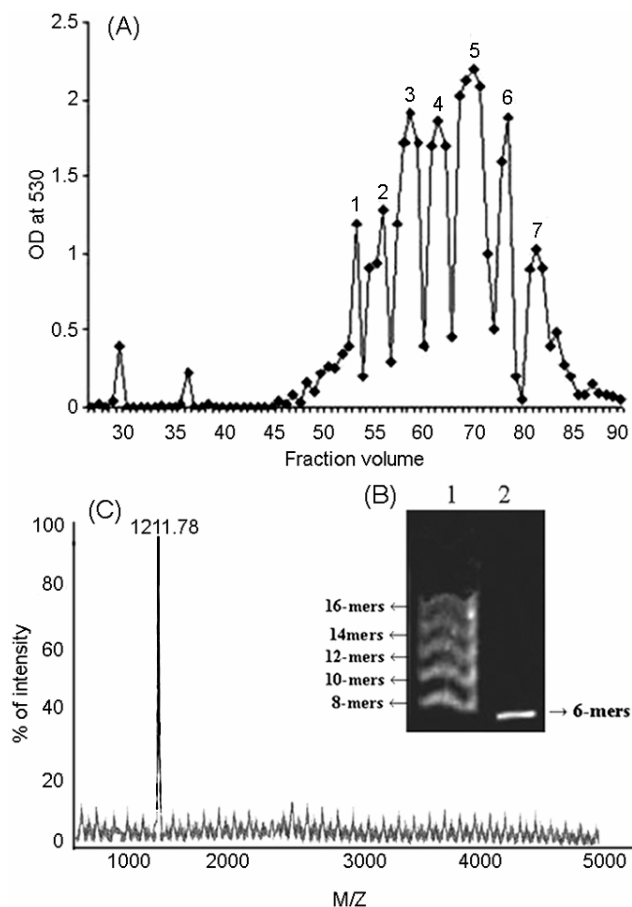 (A)
2.5
2
1.5
1
0.5
0
OD at 530
1 2 3 4 5 6 7
30 35 40 45 50 55 60 65 70 75 80 85 90
Fraction volume
(C)
1211.78
100
80
60
40
20
0
% of intensity
1000 2000 3000 4000 5000
M/Z
(B)
1 2
16-mers
14mers
12-mers
10-mers
8-mers
6-mers